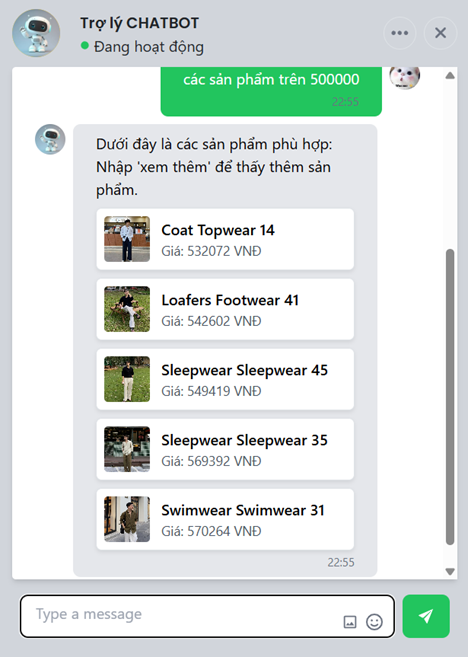 Trợ lý CHATBOT
Đang hoạt động
các sản phẩm trên 500000
22:55
Dưới đây là các sản phẩm phù hợp:
Nhập 'xem thêm' để thấy thêm sản
phẩm.
Coat Topwear 14
Giá: 532072 VNĐ
Loafers Footwear 41
Giá: 542602 VNĐ
Sleepwear Sleepwear 45
Giá: 549419 VNĐ
Sleepwear Sleepwear 35
Giá: 569392 VNĐ
Swimwear Swimwear 31
Giá: 570264 VNĐ
22:55
Type a message